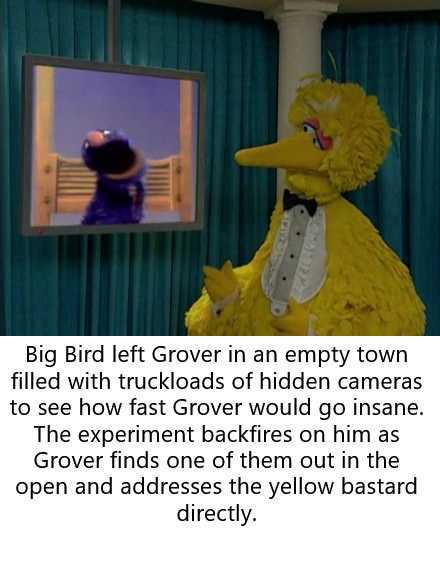 Big Bird left Grover in an empty town
filled with truckloads of hidden cameras
to see how fast Grover would go insane.
The experiment backfires on him as
Grover finds one of them out in the
open and addresses the yellow bastard
directly.